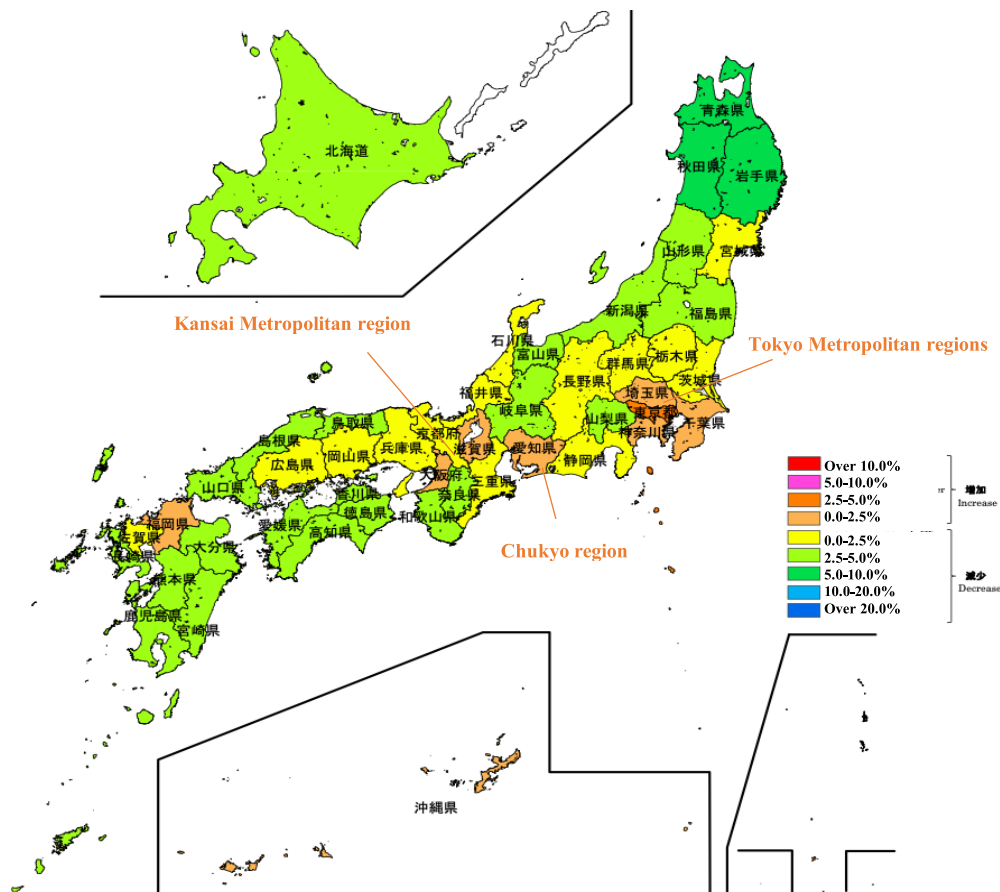 北海道
青森県
秋田県
岩手県
山形県
宮城県
Kansai Metropolitan region
新潟県
福島県
石川県
富山県
Tokyo Metropolitan regions
群馬県
栃木県
長野県
茨城県
福井県
埼玉県
岐阜県
山梨県
東京都
千葉県
神奈川県
鳥取県
京都府
滋賀県
愛知県
島根県
兵庫県
岡山県
静岡県
広島県
大阪府
三重県
山口県
香川県
奈良県
徳島県
和歌山県
福岡県
愛媛県
高知県
佐賀県
大分県
長崎県
Chukyo region
熊本県
鹿児島県
宮崎県
沖縄県
Over 10.0%
5.0-10.0%
2.5-5.0%
0.0-2.5%
増加
Increase
0.0-2.5%
2.5-5.0%
5.0-10.0%
10.0-20.0%
Over 20.0%
減少
Decrease